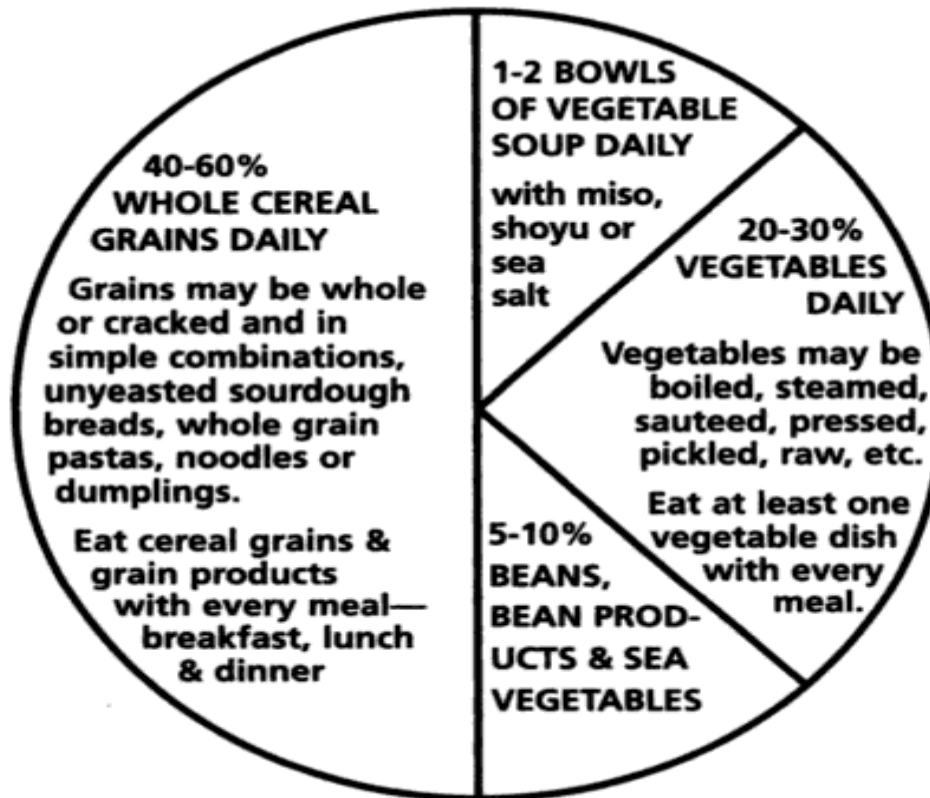 40-60%
WHOLE CEREAL
GRAINS DAILY
Grains may be whole
or cracked and in
simple combinations,
unyeasted sourdough
breads, whole grain
pastas, noodles or
dumplings.
Eat cereal grains &
grain products
with every meal—
breakfast, lunch
& dinner
1-2 BOWLS
OF VEGETABLE
SOUP DAILY
with miso,
shoyu or
sea
salt
20-30%
VEGETABLES
DAILY
Vegetables may be
boiled, steamed,
sauteed, pressed,
pickled, raw, etc.
Eat at least one
vegetable dish
with every
meal.
5-10%
BEANS,
BEAN PROD-
UCTS & SEA
VEGETABLES